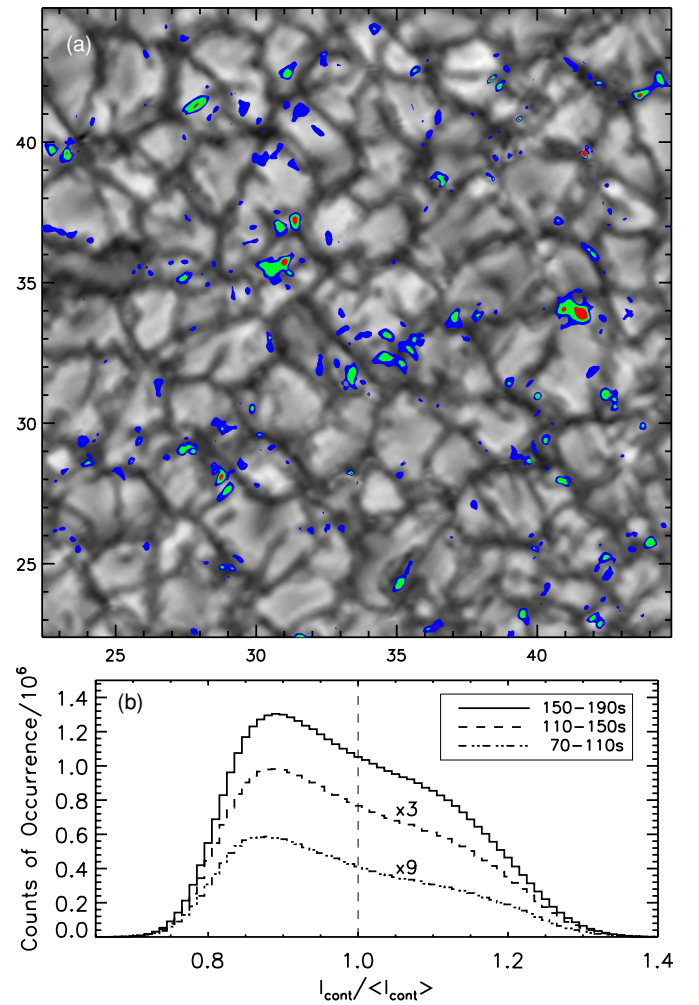 (a)
40
35
30
25
25 30 35 40
(b)
Counts of Occurrence/10⁶
1.4
1.2
1.0
0.8
0.6
0.4
0.2
0.0
150-190s
110-150s
70-110s
x3
x9
0.8 1.0 1.2 1.4
I_cont/<I_cont>